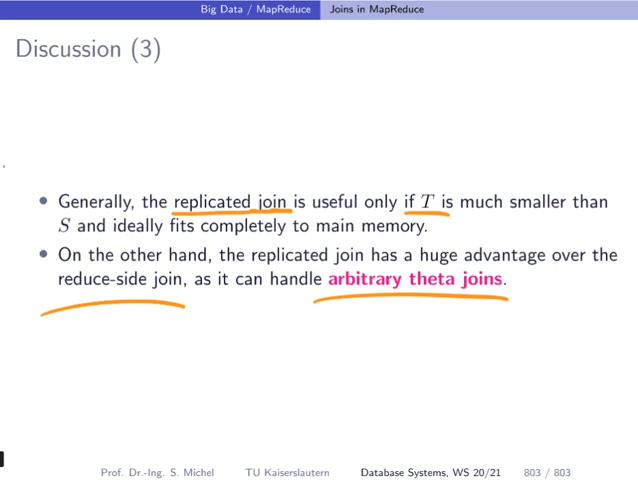 Big Data / MapReduce Joins in MapReduce
Discussion (3)
• Generally, the replicated join is useful only if T is much smaller than
S and ideally fits completely to main memory.
• On the other hand, the replicated join has a huge advantage over the
reduce-side join, as it can handle arbitrary theta joins.
Prof. Dr.-Ing. S. Michel TU Kaiserslautern Database Systems, WS 20/21 803 / 803